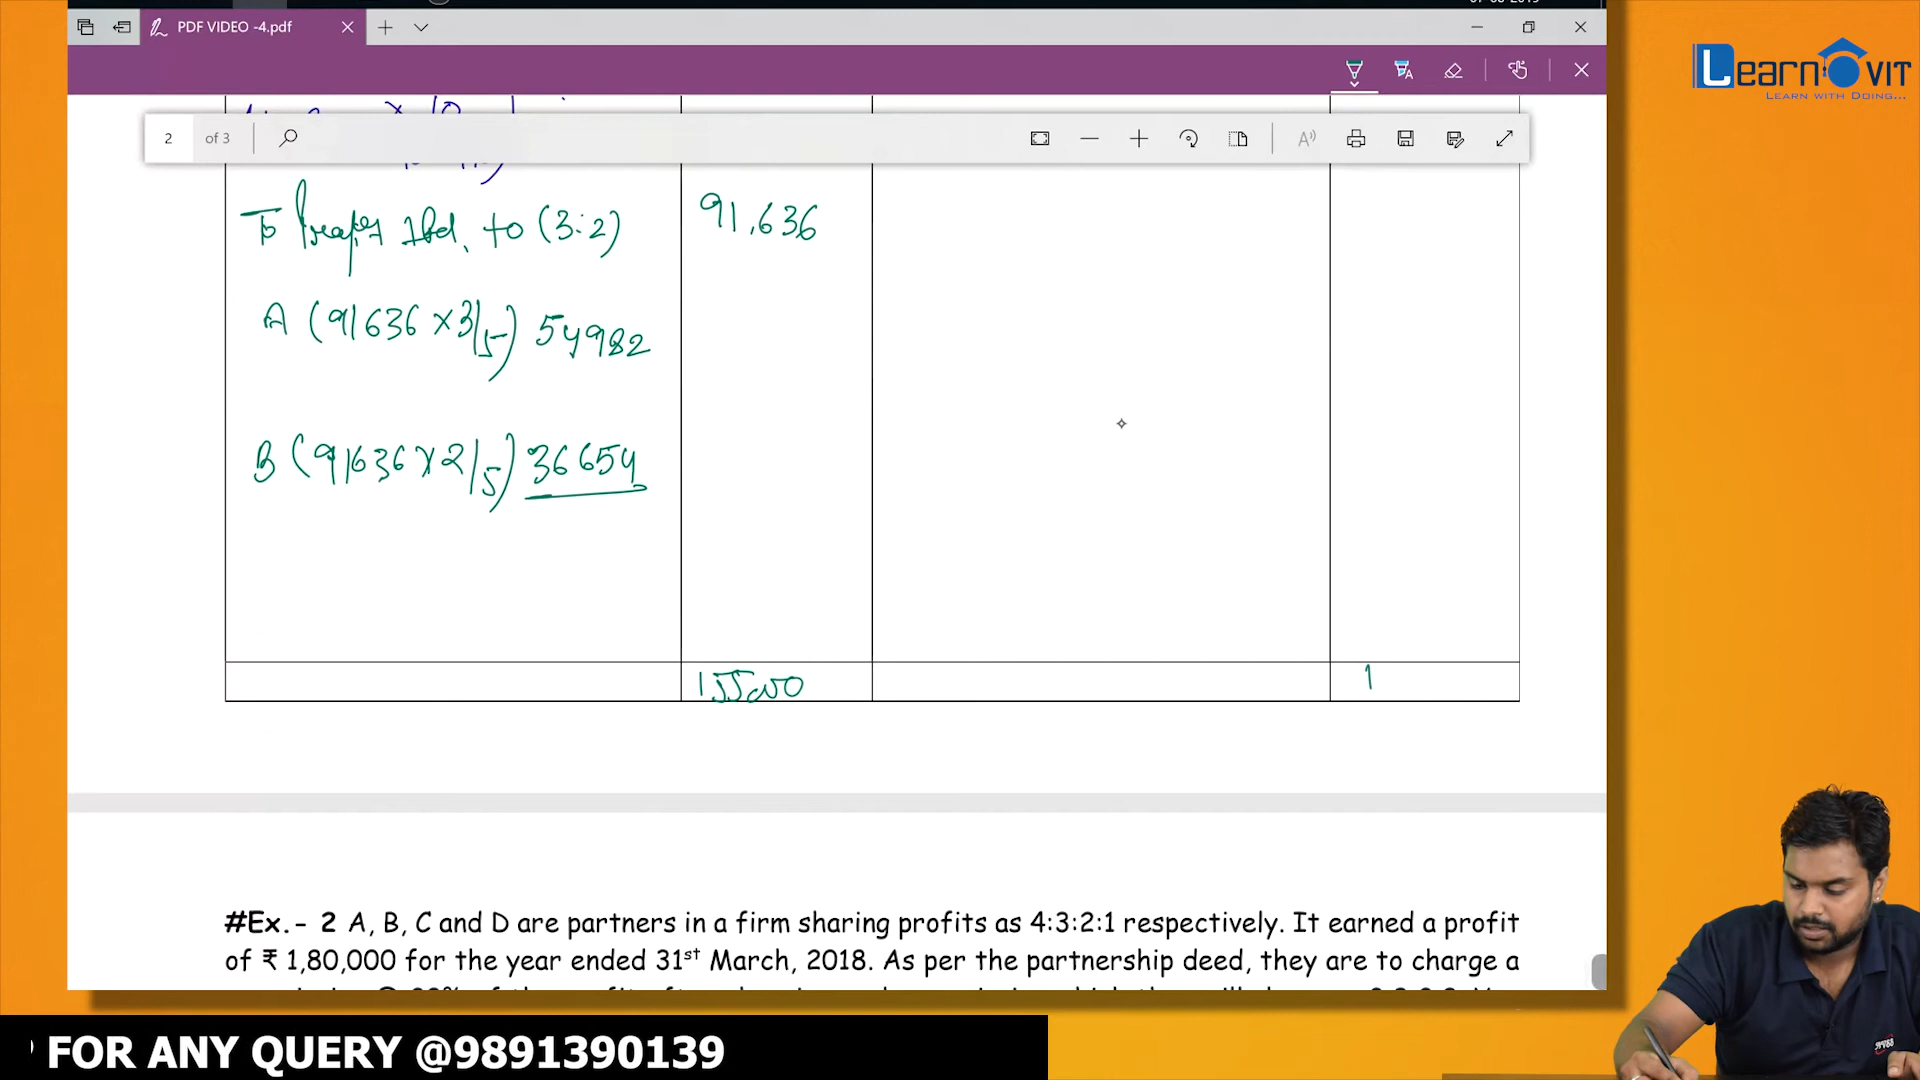 PDF VIDEO -4.pdf
LearnOVIT
LEARN WITH DOING...
2 of 3
To (3:2) 91,636
A (91636 X 3/5) 54982
B (91636 X 2/5) 36654
155000 1
#Ex.- 2 A, B, C and D are partners in a firm sharing profits as 4:3:2:1 respectively. It earned a profit
of ₹ 1,80,000 for the year ended 31st March, 2018. As per the partnership deed, they are to charge a
FOR ANY QUERY @9891390139